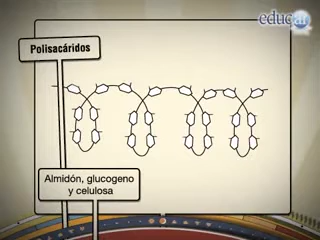 educar
Polisacáridos
Almidón, glucogeno
y celulosa